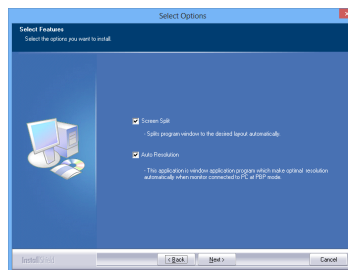 Select Options
Select Features
Select the options you want to install.
Screen Split
- Splits program window to the desired layout automatically.
Auto Resolution
- This application is window application program which make optimal resolution
automatically when monitor connected to PC at PBP mode.
< Back
Next >
Cancel